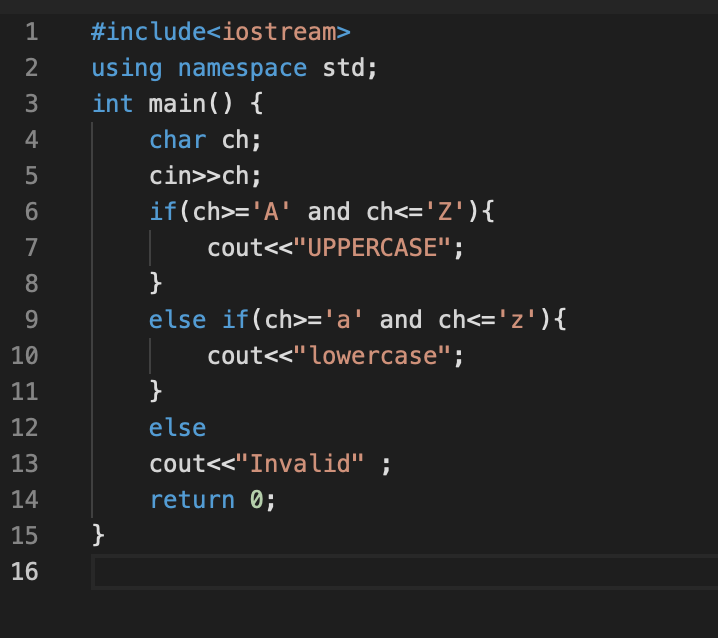 1 #include<iostream>
2 using namespace std;
3 int main() {
4     char ch;
5     cin>>ch;
6     if(ch>='A' and ch<='Z'){
7         cout<<"UPPERCASE";
8     }
9     else if(ch>='a' and ch<='z'){
10         cout<<"lowercase";
11     }
12     else
13     cout<<"Invalid" ;
14     return 0;
15 }
16